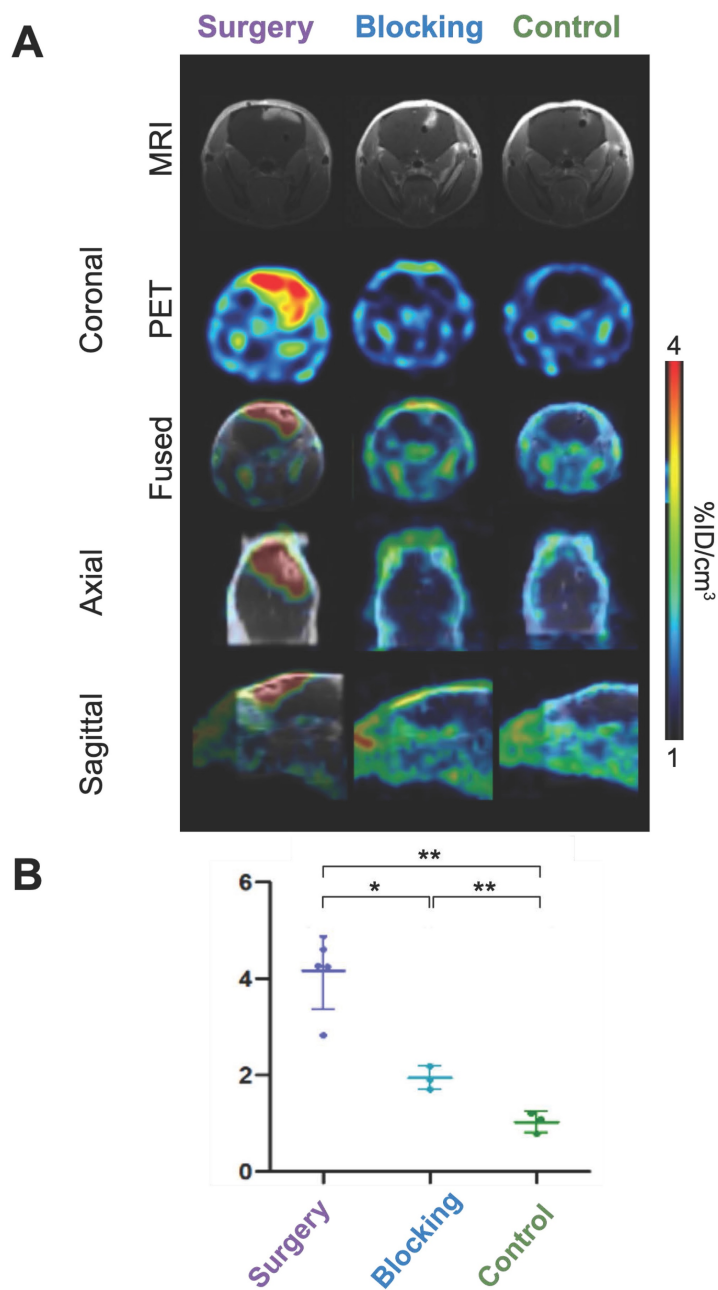 A
Surgery Blocking Control
Coronal
MRI
PET
Fused
Axial
Sagittal
4
%ID/cm³
1
B
**
* **
6
4
2
0
Surgery Blocking Control